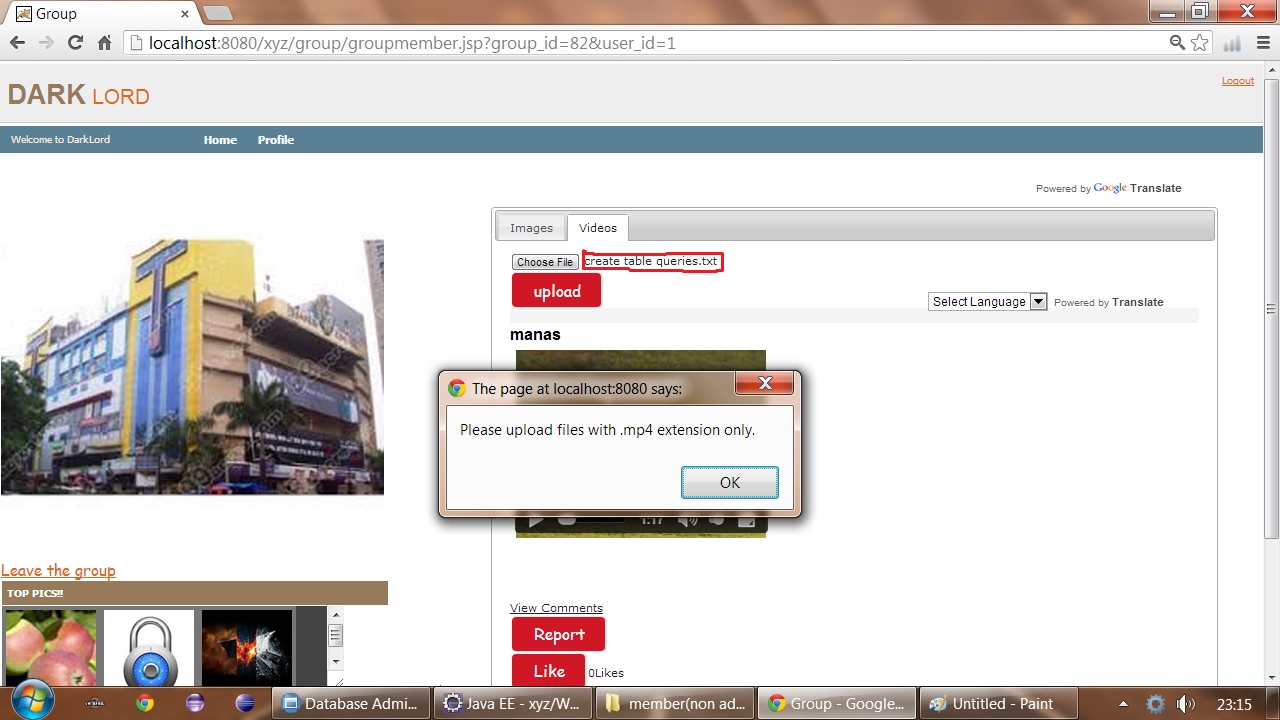 Group
localhost:8080/xyz/group/groupmember.jsp?group_id=82&user_id=1
DARK LORD
Logout
Welcome to DarkLord
Home
Profile
Powered by Google Translate
Images
Videos
Choose File create table queries.txt
upload
Select Language
Powered by Translate
manas
The page at localhost:8080 says:
Please upload files with .mp4 extension only.
OK
1:17
Leave the group
TOP PICS!!
View Comments
Report
Like 0Likes
Database Admi...
Java EE - xyz/W...
member(non ad...
Group - Google...
Untitled - Paint
23:15